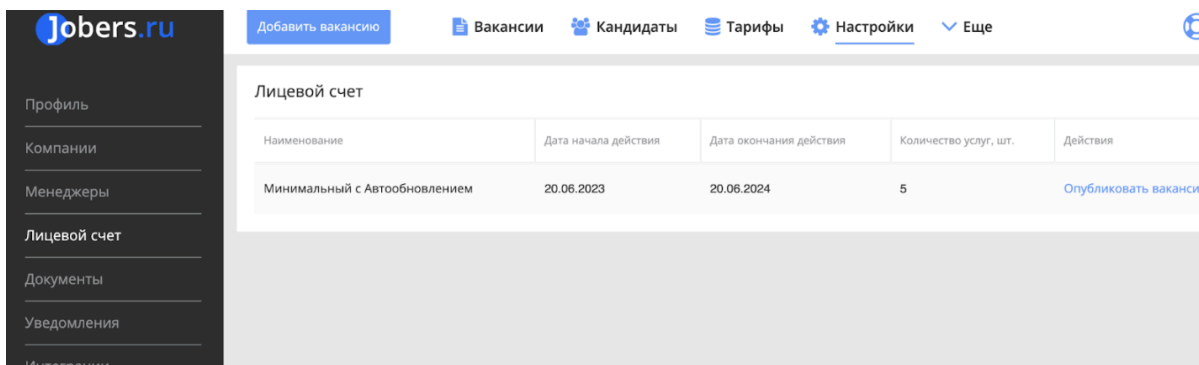 Jobers.ru
Добавить вакансию Вакансии Кандидаты Тарифы Настройки Еще
Профиль
Компании
Менеджеры
Лицевой счет
Документы
Уведомления
Лицевой счет
Наименование Дата начала действия Дата окончания действия Количество услуг, шт. Действия
Минимальный с Автообновлением 20.06.2023 20.06.2024 5 Опубликовать ваканси